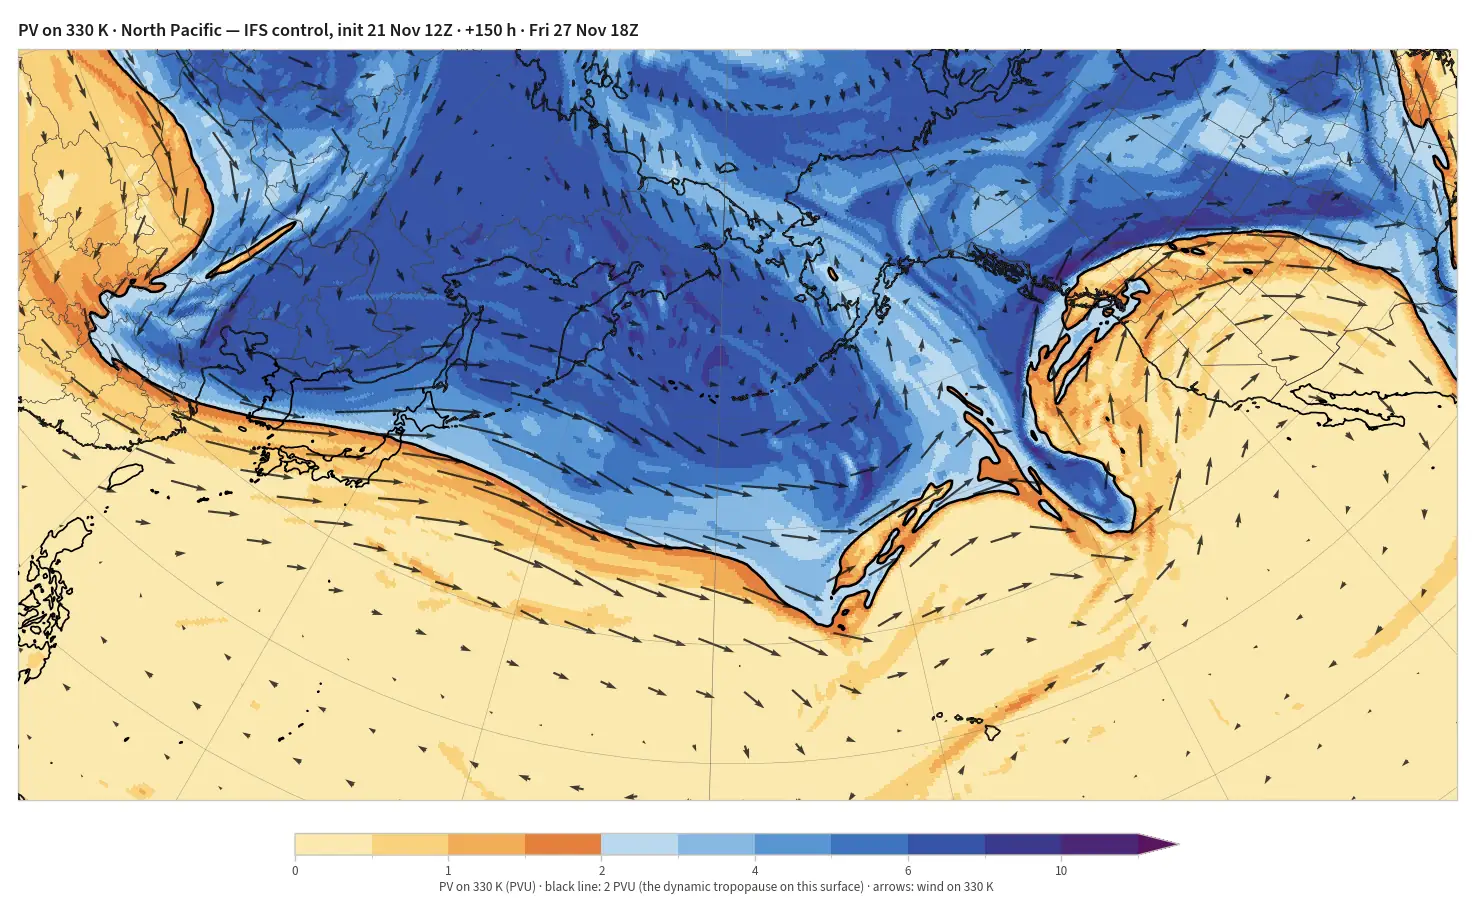 PV on 330 K · North Pacific — IFS control, init 21 Nov 12Z · +150 h · Fri 27 Nov 18Z
0 1 2 4 6 10
PV on 330 K (PVU) · black line: 2 PVU (the dynamic tropopause on this surface) · arrows: wind on 330 K